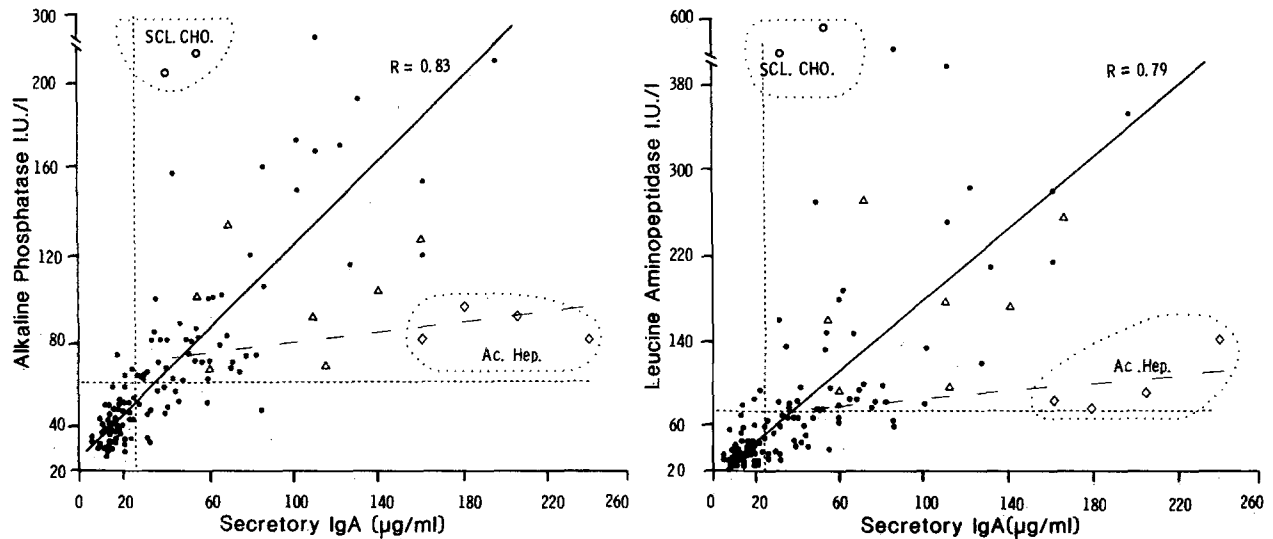 300
200
160
120
80
40
20
Alkaline Phosphatase I.U./I
SCL. CHO.
R = 0.83
Ac. Hep.
0 20 60 100 140 180 220 260
Secretory IgA (µg/ml)
600
380
300
220
140
60
20
Leucine Aminopeptidase I.U./I
SCL. CHO.
R = 0.79
Ac .Hep.
0 20 60 100 140 180 220 260
Secretory IgA(µg/ml)